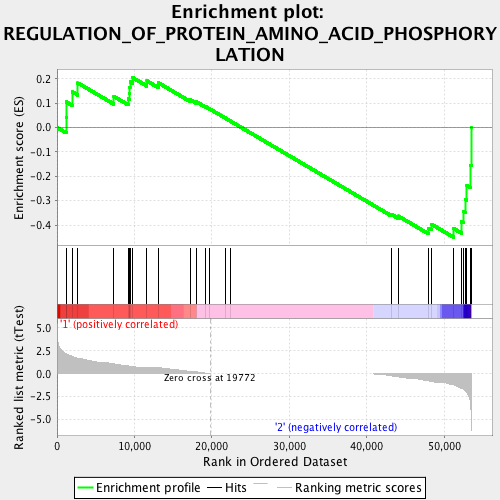 Enrichment plot:
REGULATION_OF_PROTEIN_AMINO_ACID_PHOSPHORY
LATION
Enrichment score (ES)
0.2
0.1
0.0
-0.1
-0.2
-0.3
-0.4
'1' (positively correlated)
Ranked list metric (tTest)
5.0
2.5
0.0
-2.5
-5.0
Zero cross at 19772
'2' (negatively correlated)
0
10,000
20,000
30,000
40,000
50,000
Rank in Ordered Dataset
Enrichment profile
Hits
Ranking metric scores